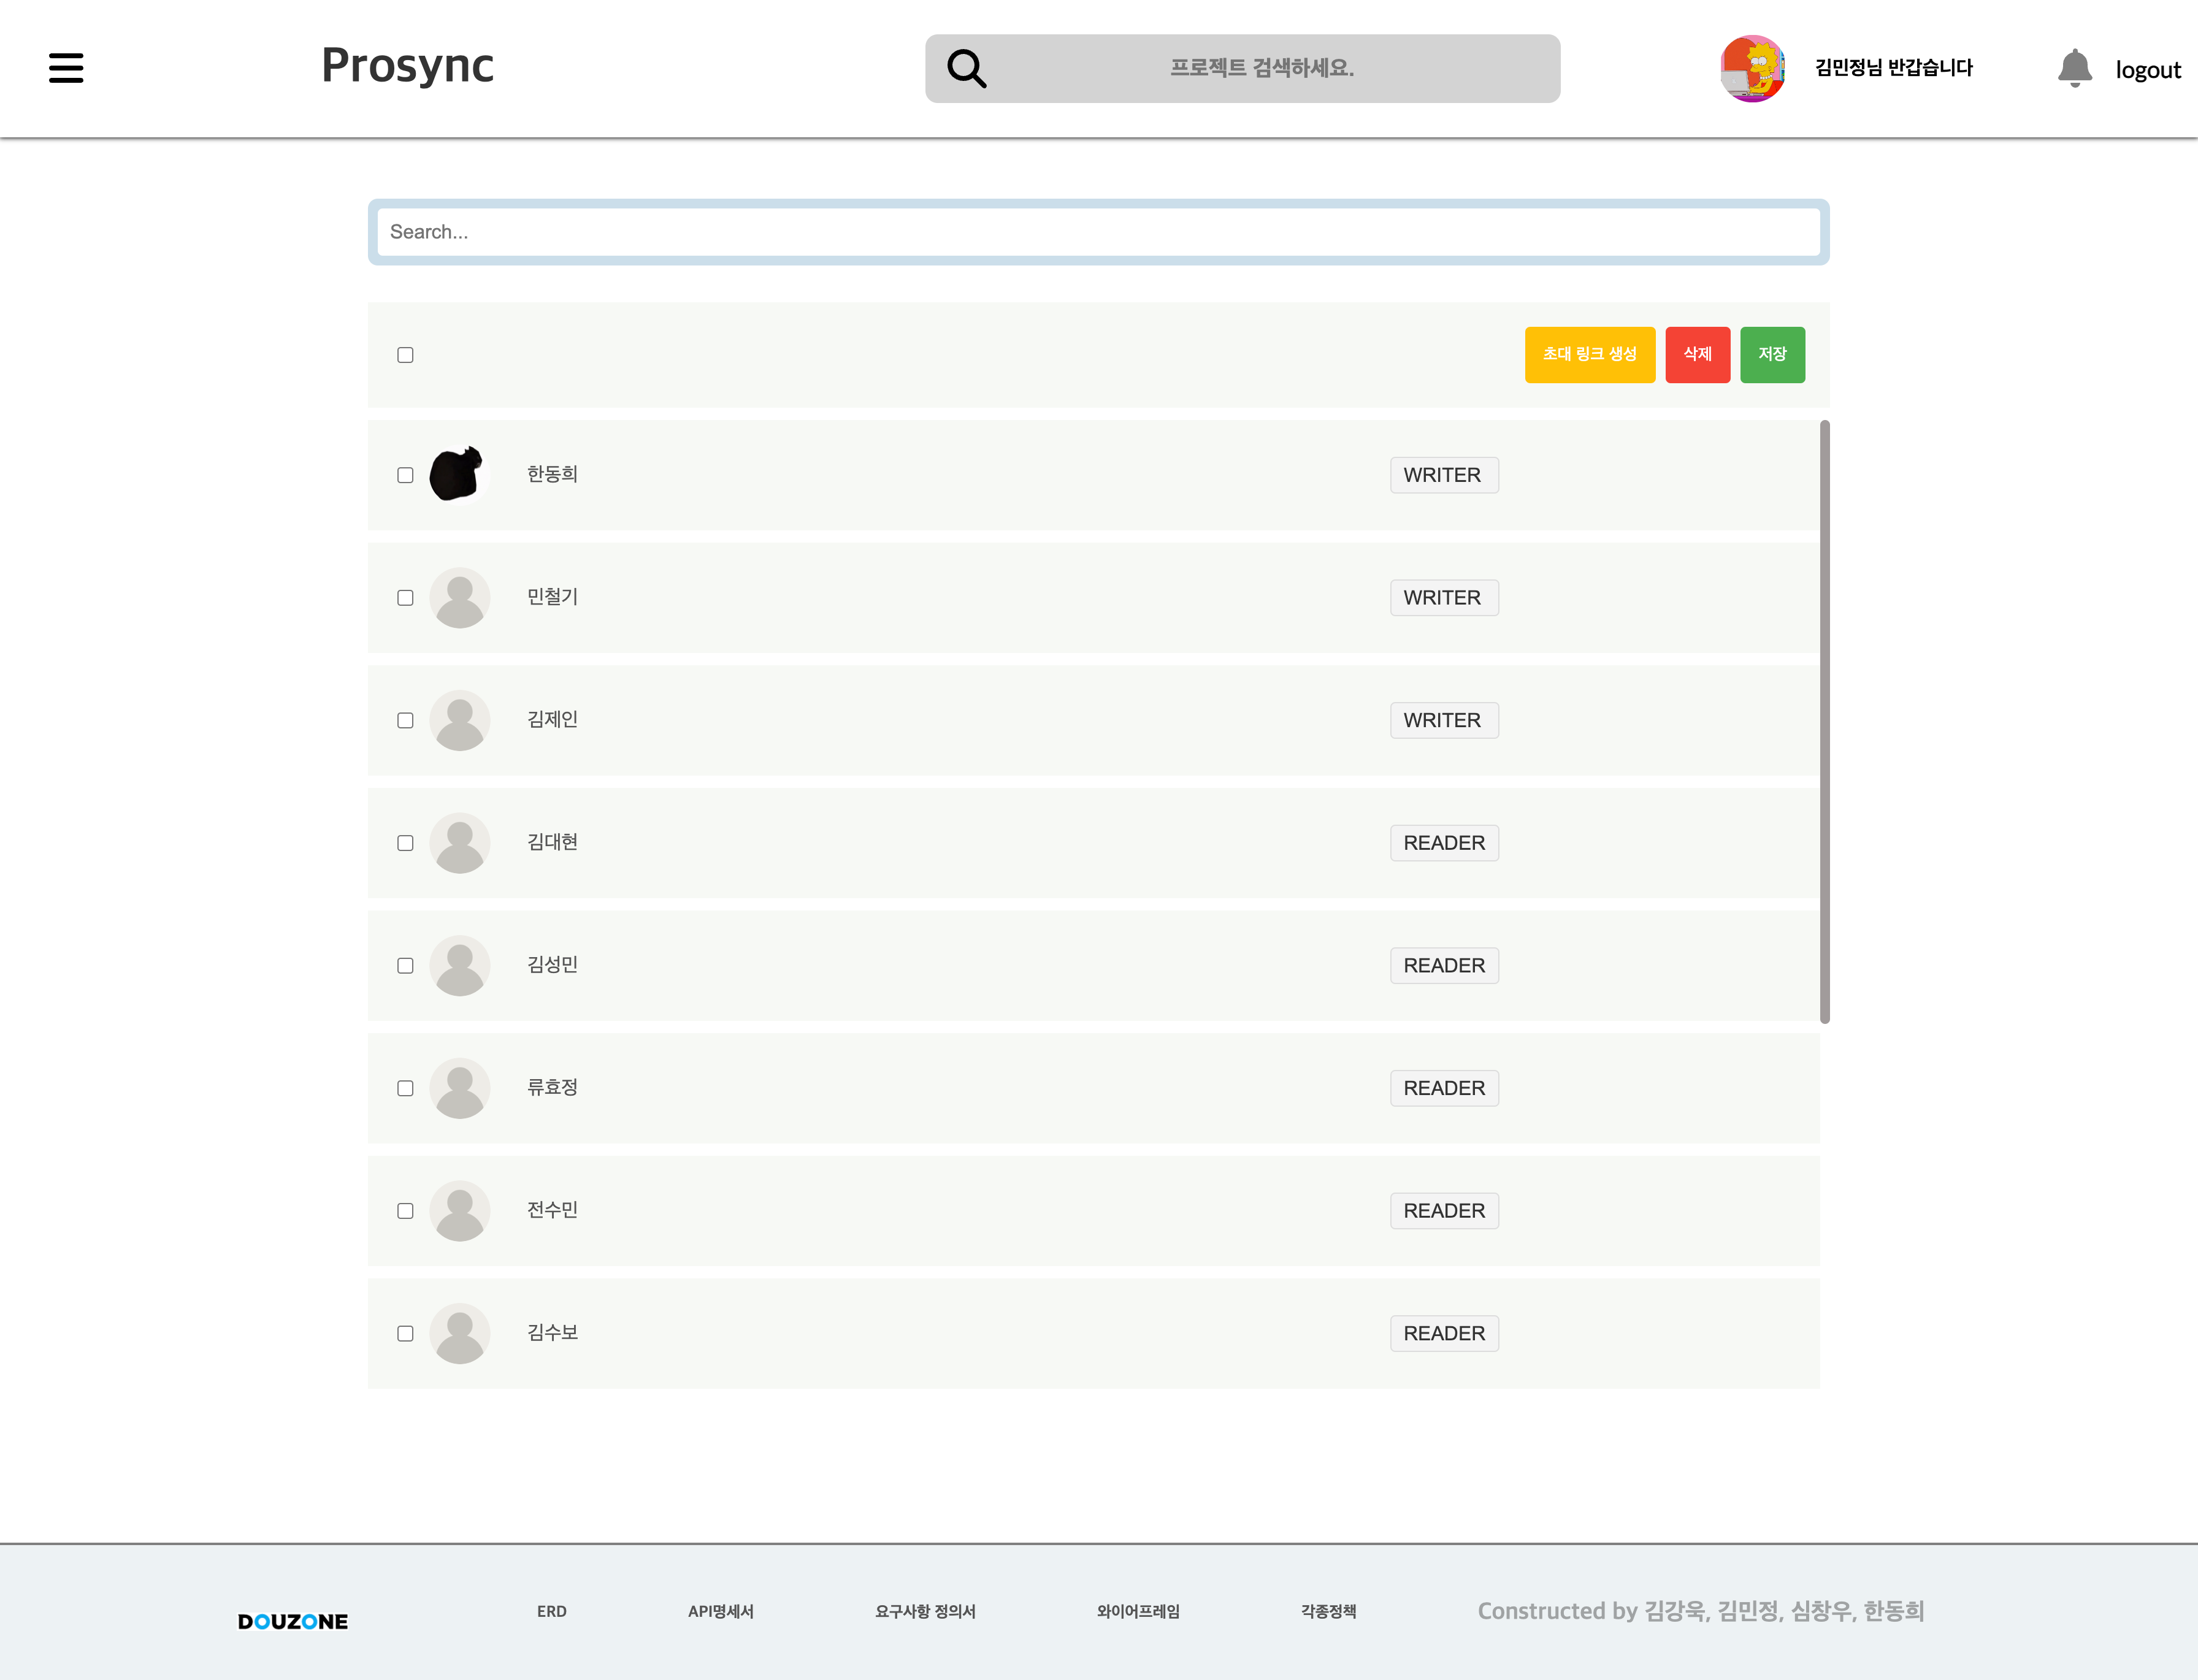 Prosync
프로젝트 검색하세요.
김민정님 반갑습니다
logout
Search...
초대 링크 생성
삭제
저장
한동희
WRITER
민철기
WRITER
김제인
WRITER
김대현
READER
김성민
READER
류효정
READER
전수민
READER
김수보
READER
DOUZONE
ERD
API명세서
요구사항 정의서
와이어프레임
각종정책
Constructed by 김강욱, 김민정, 심창우, 한동희